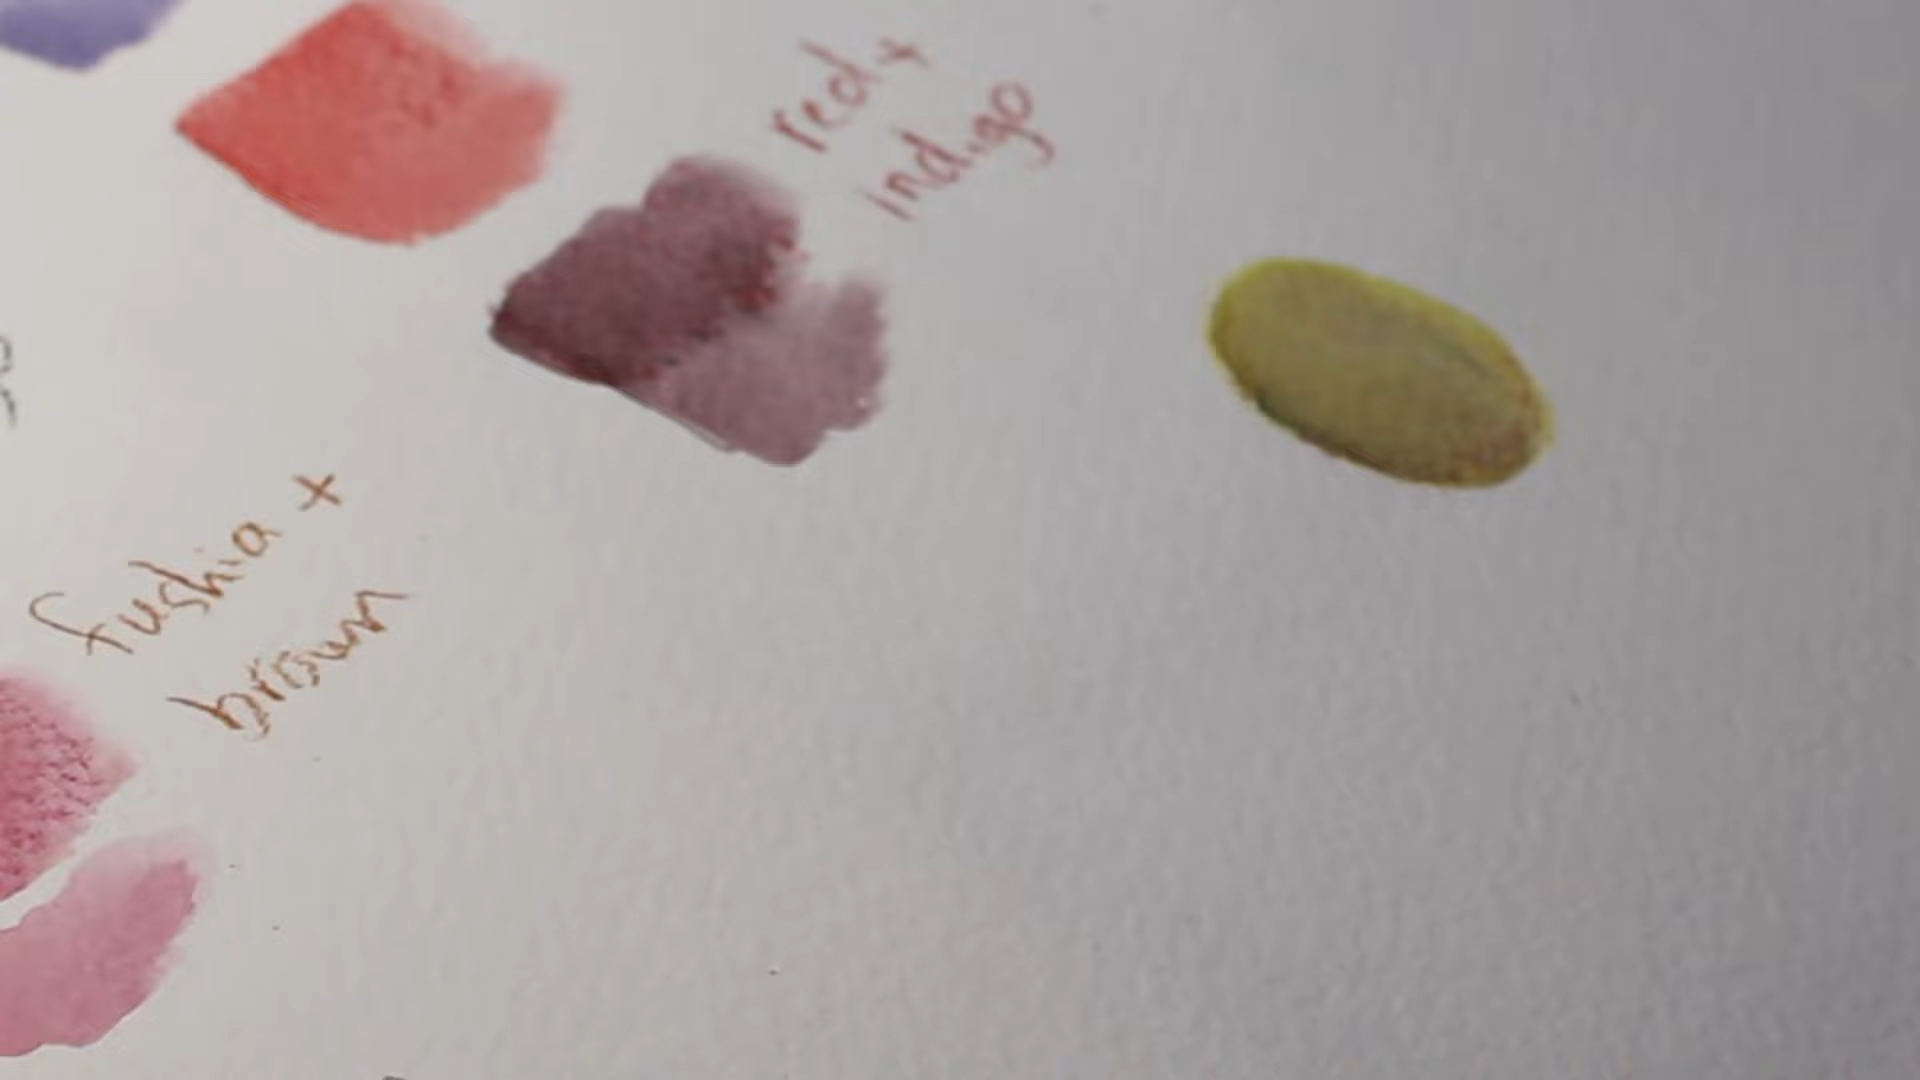 red +
indigo
fushia +
brown